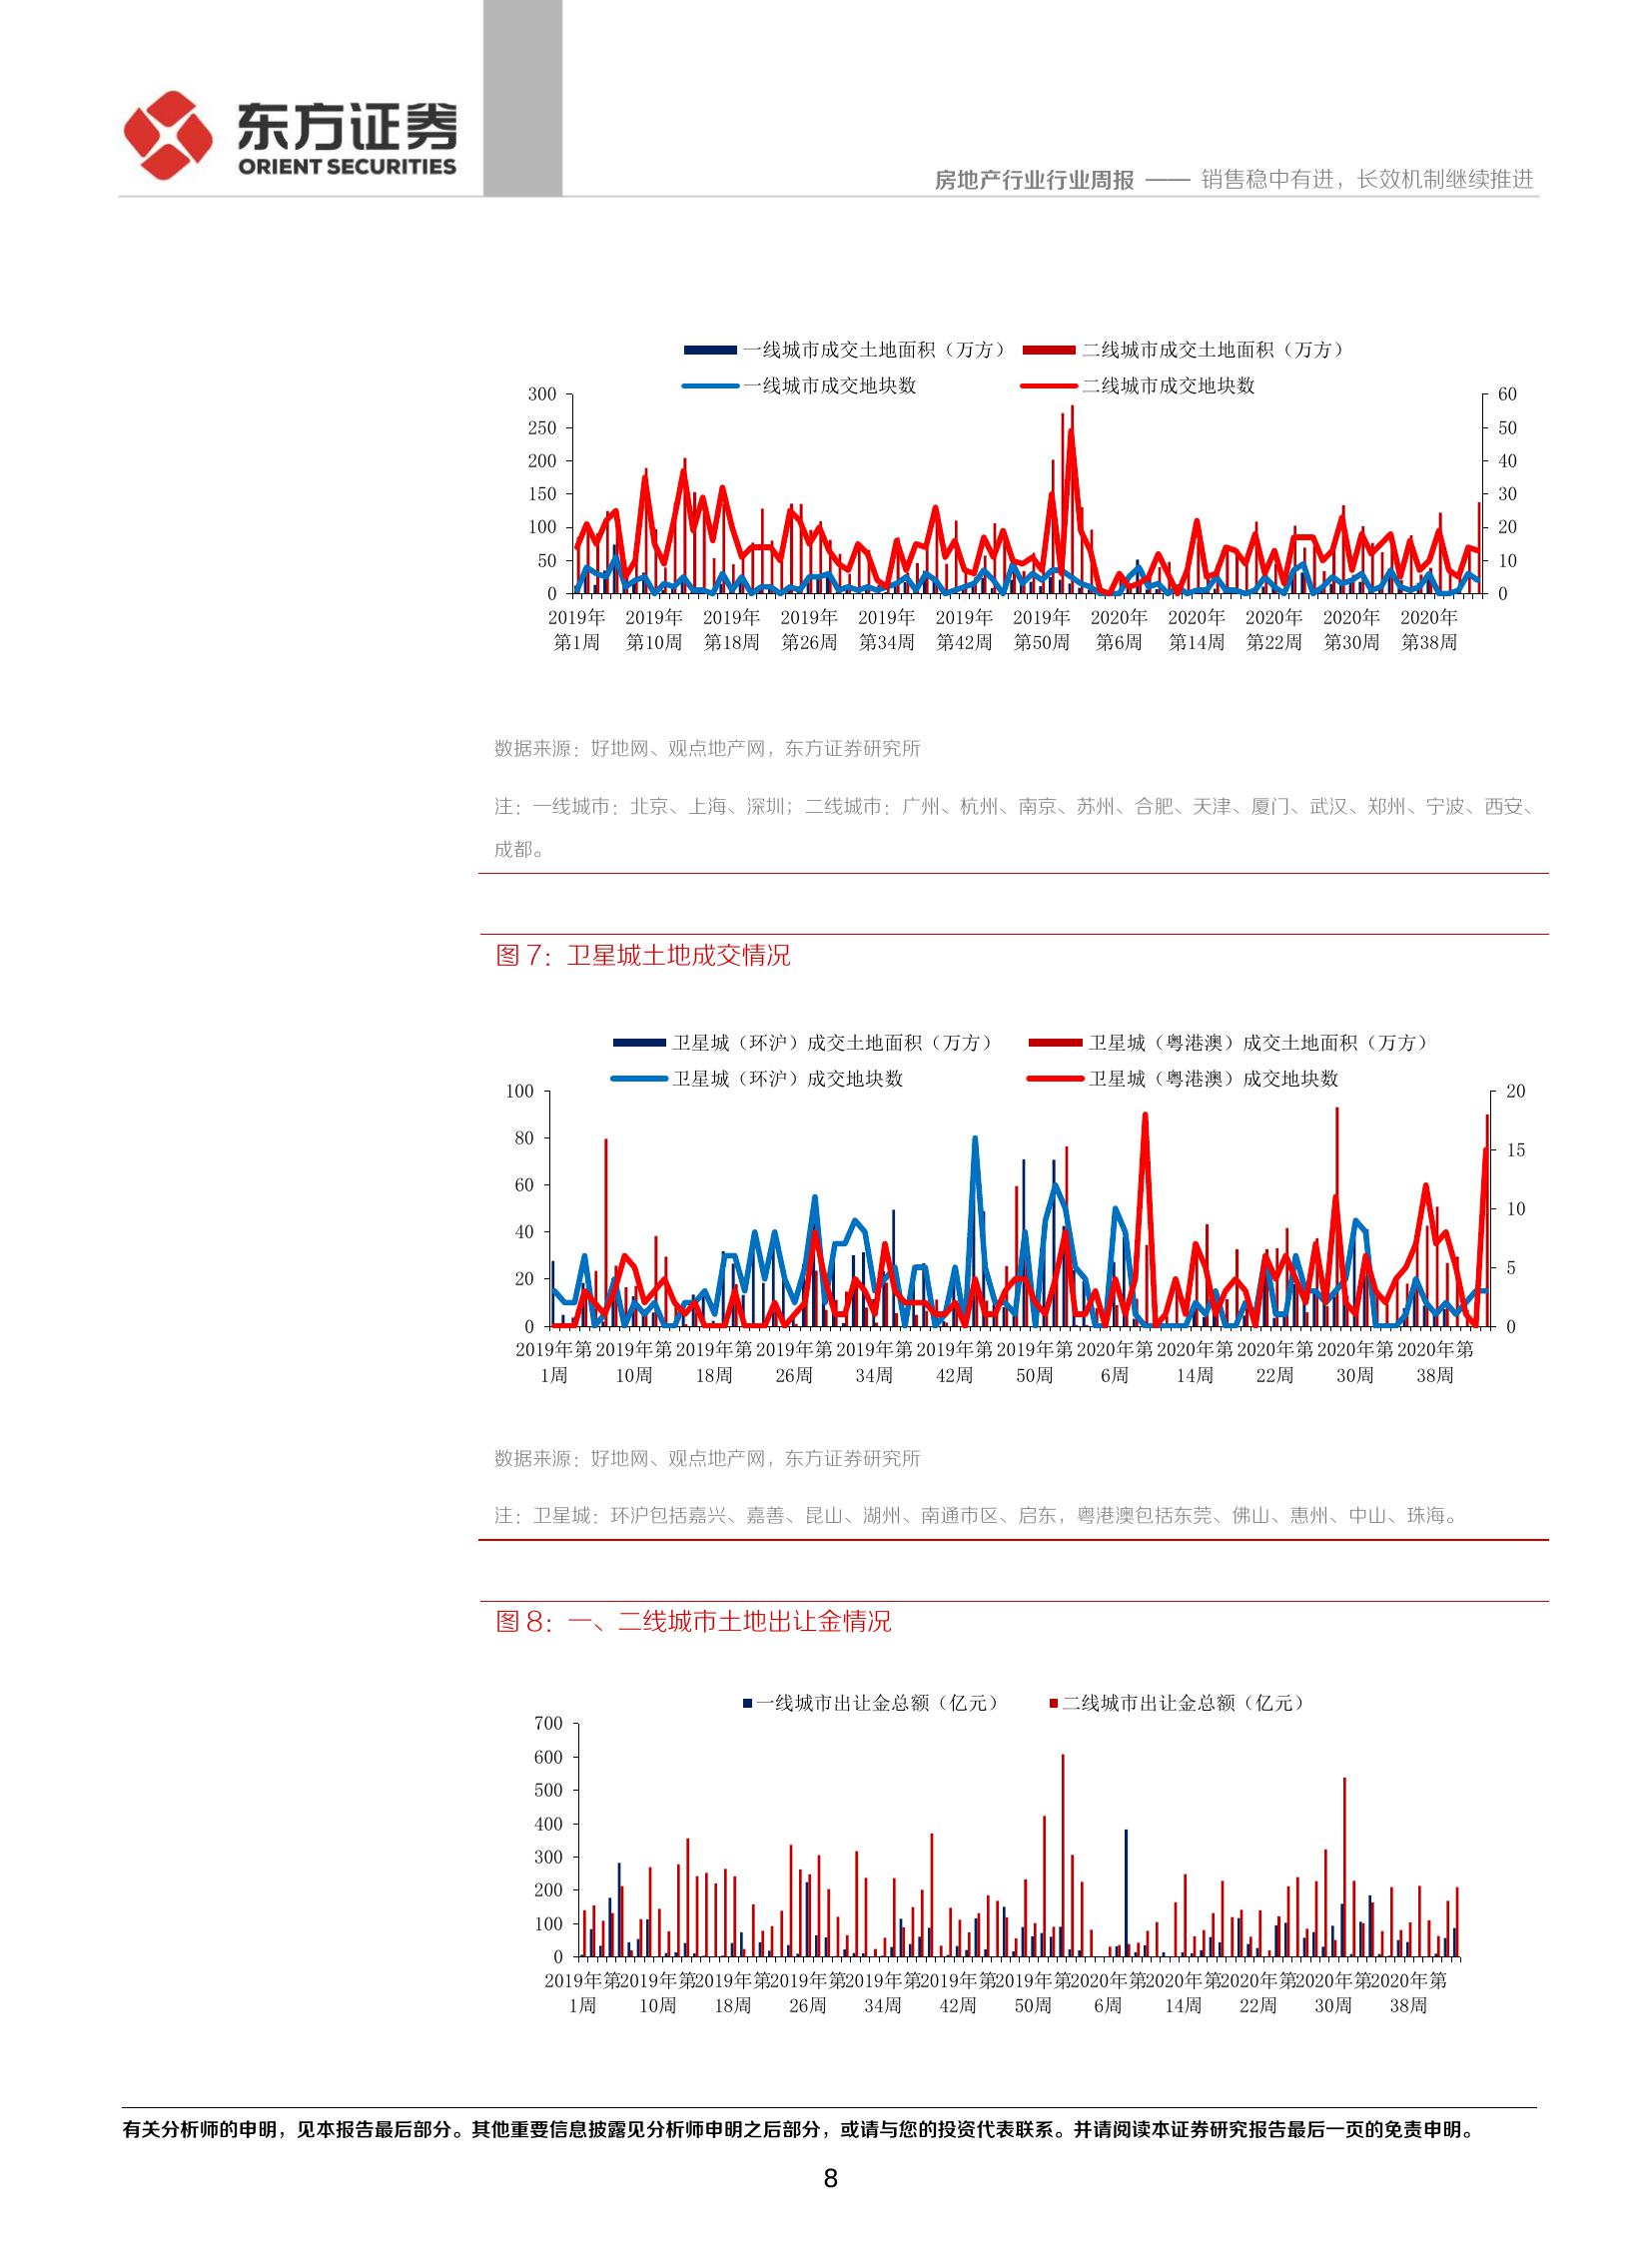 东方证券
ORIENT SECURITIES
房地产行业行业周报 —— 销售稳中有进，长效机制继续推进
一线城市成交土地面积（万方） 二线城市成交土地面积（万方）
一线城市成交地块数 二线城市成交地块数
300 60
250 50
200 40
150 30
100 20
50 10
0 0
2019年 2019年 2019年 2019年 2019年 2019年 2019年 2020年 2020年 2020年 2020年 2020年
第1周 第10周 第18周 第26周 第34周 第42周 第50周 第6周 第14周 第22周 第30周 第38周
数据来源：好地网、观点地产网，东方证券研究所
注：一线城市：北京、上海、深圳；二线城市：广州、杭州、南京、苏州、合肥、天津、厦门、武汉、郑州、宁波、西安、
成都。
图 7：卫星城土地成交情况
卫星城（环沪）成交土地面积（万方） 卫星城（粤港澳）成交土地面积（万方）
卫星城（环沪）成交地块数 卫星城（粤港澳）成交地块数
100 20
80
15
60
10
40
5
20
0 0
2019年第 2019年第 2019年第 2019年第 2019年第 2019年第 2019年第 2020年第 2020年第 2020年第 2020年第 2020年第
1周 10周 18周 26周 34周 42周 50周 6周 14周 22周 30周 38周
数据来源：好地网、观点地产网，东方证券研究所
注：卫星城：环沪包括嘉兴、嘉善、昆山、湖州、南通市区、启东，粤港澳包括东莞、佛山、惠州、中山、珠海。
图 8：一、二线城市土地出让金情况
一线城市出让金总额（亿元） 二线城市出让金总额（亿元）
700
600
500
400
300
200
100
0
2019年第 2019年第 2019年第 2019年第 2019年第 2019年第 2019年第 2020年第 2020年第 2020年第 2020年第 2020年第
1周 10周 18周 26周 34周 42周 50周 6周 14周 22周 30周 38周
有关分析师的申明，见本报告最后部分。其他重要信息披露见分析师申明之后部分，或请与您的投资代表联系。并请阅读本证券研究报告最后一页的免责申明。
8